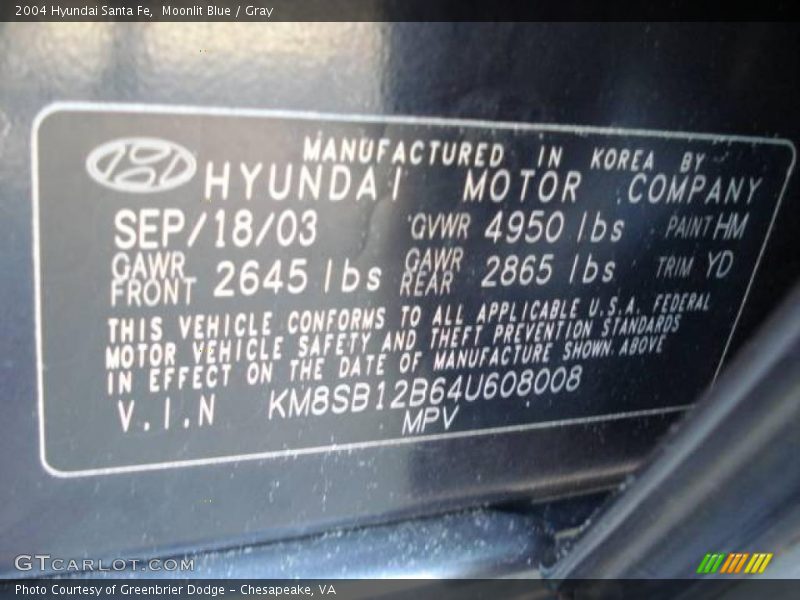 2004 Hyundai Santa Fe, Moonlit Blue / Gray
MANUFACTURED IN KOREA BY
HYUNDAI MOTOR COMPANY
SEP/18/03 GVWR 4950 lbs PAINT HM
GAWR FRONT 2645 lbs GAWR REAR 2865 lbs TRIM YD
THIS VEHICLE CONFORMS TO ALL APPLICABLE U.S.A. FEDERAL
MOTOR VEHICLE SAFETY AND THEFT PREVENTION STANDARDS
IN EFFECT ON THE DATE OF MANUFACTURE SHOWN ABOVE
V.I.N KM8SB12B64U608008
MPV
GTCARLOT.COM
Photo Courtesy of Greenbrier Dodge - Chesapeake, VA